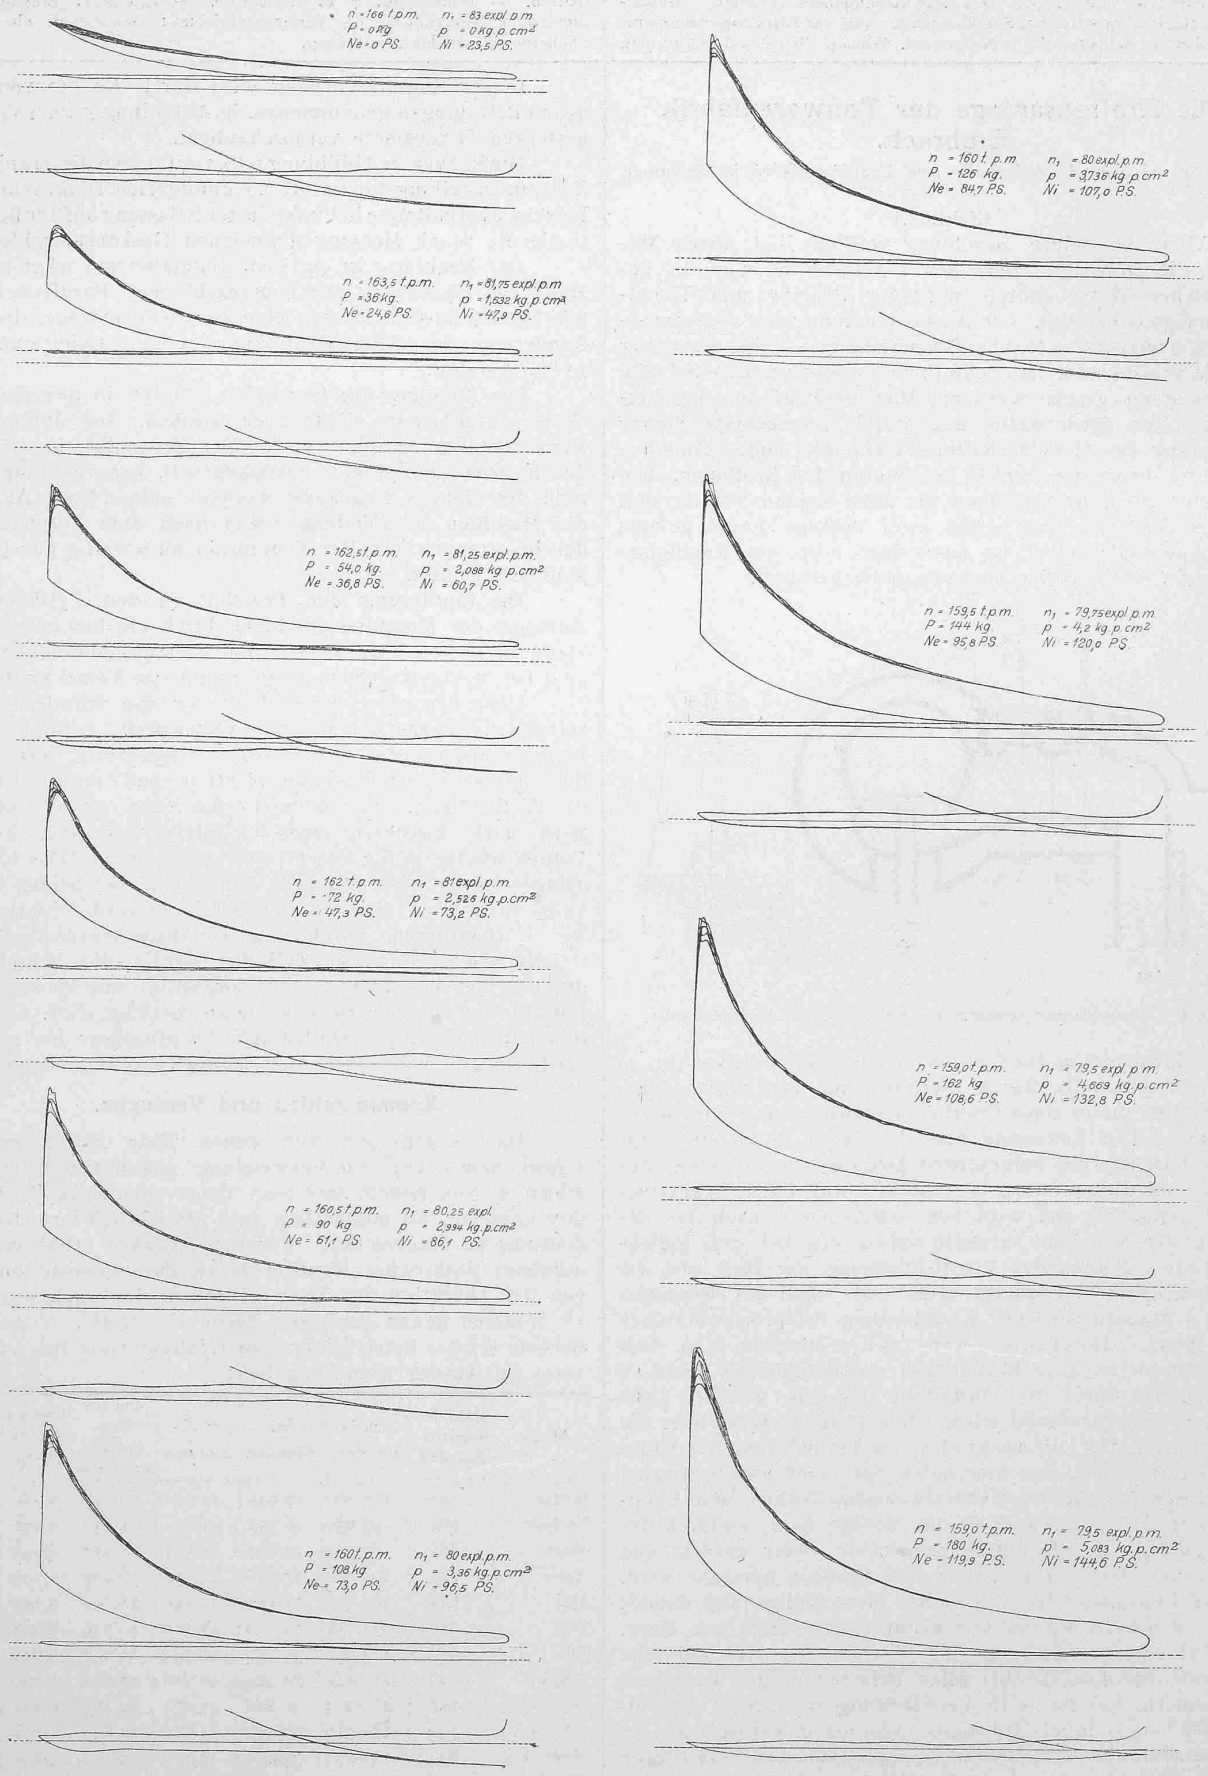 n = 166 t.p.m. n₁ = 83 expl.p.m.
P = 0 Kg p = 0 Kg p.cm²
Ne = 0 PS. Ni = 23,5 PS.
n = 163,5 t.p.m. n₁ = 81,75 expl.p.m
P = 36 kg. p = 1,632 kg p.cm²
Ne = 24,6 PS. Ni = 47,9 PS.
n = 162,5 t.p.m. n₁ = 81,25 expl.p.m.
P = 54,0 kg. p = 2,088 kg p.cm²
Ne = 36,8 PS. Ni = 60,7 PS.
n = 162 t.p.m. n₁ = 81 expl.p.m
P = 72 kg. p = 2,526 kg.p.cm²
Ne = 47,3 PS. Ni = 73,2 PS.
n = 160,5 t.p.m. n₁ = 80,25 expl.
P = 90 kg p = 2,994 kg.p.cm²
Ne = 61,1 PS. Ni = 86,1 PS.
n = 160 t.p.m. n₁ = 80 expl.p.m.
P = 108 kg p = 3,36 kg.p.cm²
Ne = 73,0 PS. Ni = 96,5 PS.
n = 160 t.p.m n₁ = 80 expl.p.m.
P = 126 kg. p = 3,736 kg p.cm²
Ne = 84,7 P.S. Ni = 107,0 P.S.
n = 159,5 t.p.m. n₁ = 79,75 expl p.m
P = 144 kg. p = 4,2 kg.p.cm²
Ne = 95,8 P.S. Ni = 120,0 P.S.
n = 159,0 t.p.m. n₁ = 79,5 expl.p.m.
P = 162 kg p = 4,669 kg.p.cm²
Ne = 108,6 P.S. Ni = 132,8 P.S.
n = 159,0 t.p.m. n₁ = 79,5 expl.p.m.
P = 180 kg. p = 5,083 kg.p.cm²
Ne = 119,9 P.S. Ni = 144,6 P.S.